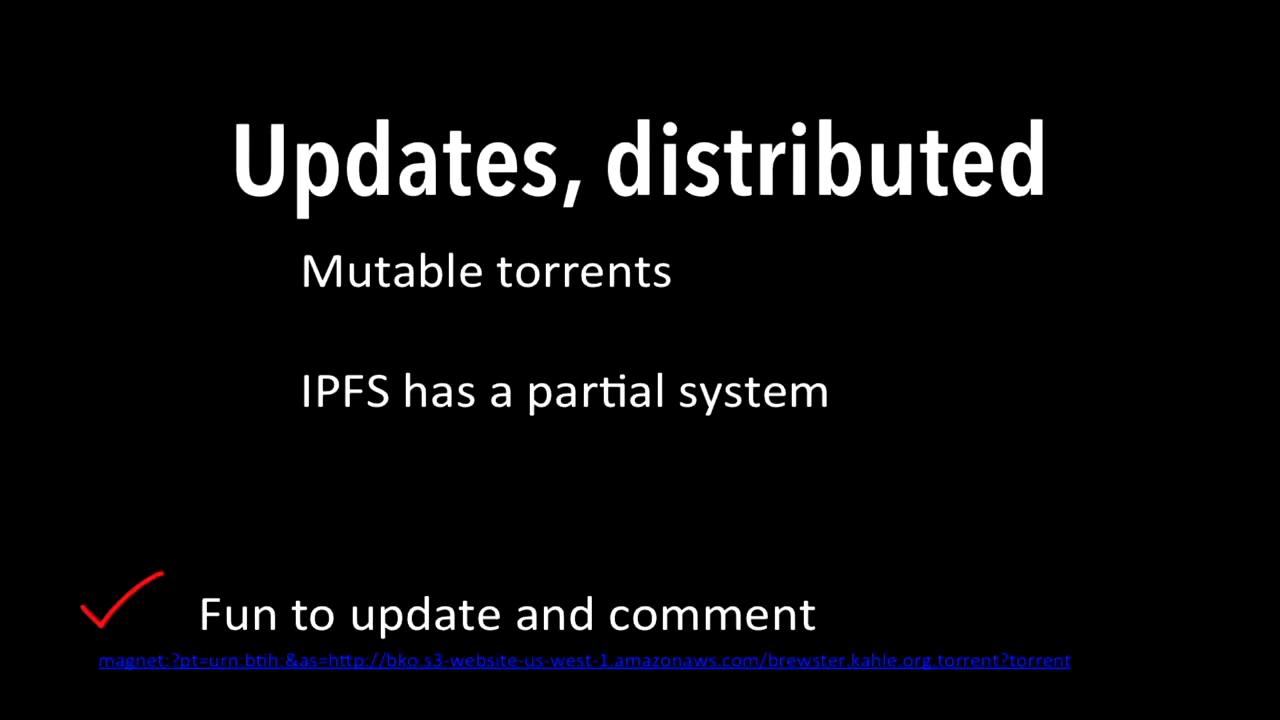 Updates, distributed
Mutable torrents
IPFS has a partial system
Fun to update and comment
magnet:?pt=urn.btih:&as=http://bko.s3-website-us-west-1.amazonaws.com/brewster.kahle.org.torrent?torrent